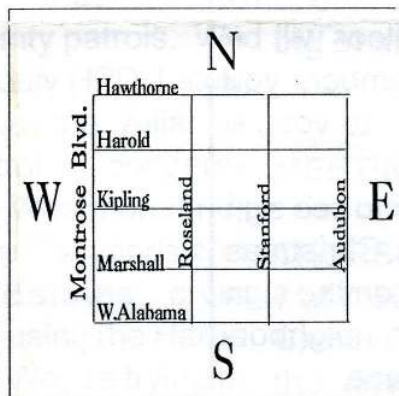 N
Hawthorne
Harold
Kipling
Marshall
W.Alabama
Montrose Blvd.
Roseland
Stanford
Audubon
W
E
S